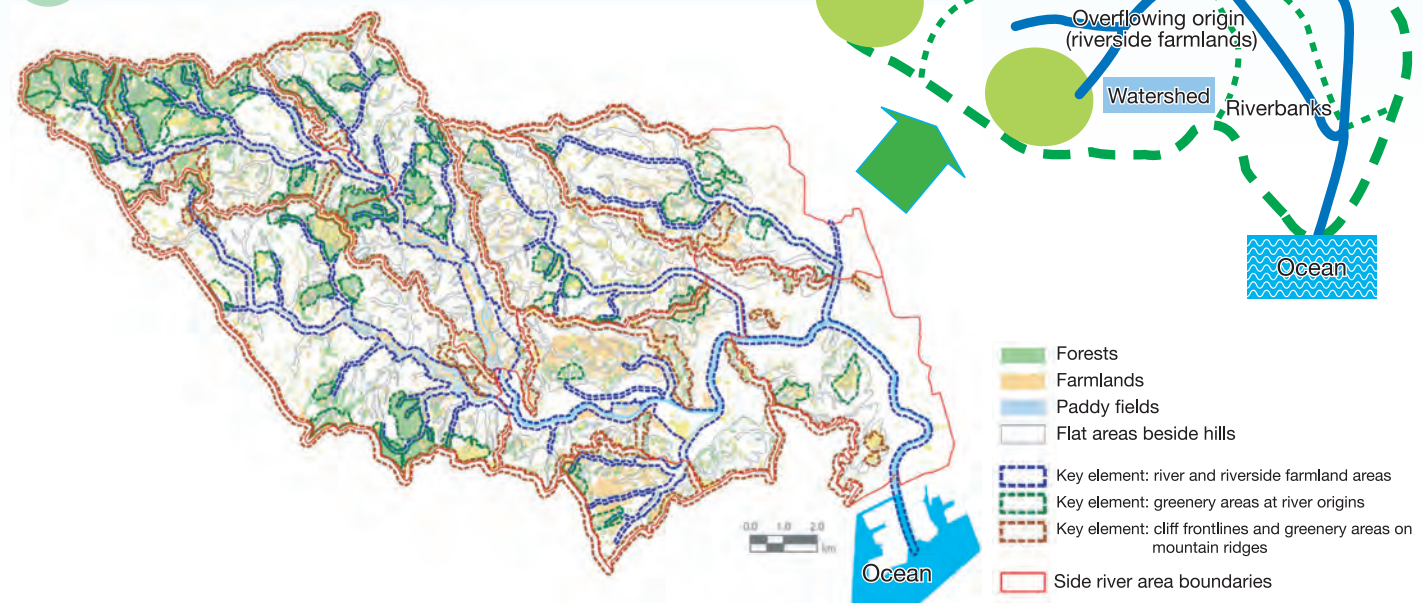 Overflowing origin
(riverside farmlands)
Watershed
Riverbanks
Ocean
Forests
Farmlands
Paddy fields
Flat areas beside hills
Key element: river and riverside farmland areas
Key element: greenery areas at river origins
Key element: cliff frontlines and greenery areas on
mountain ridges
Side river area boundaries
0.0 1.0 2.0
km
Ocean